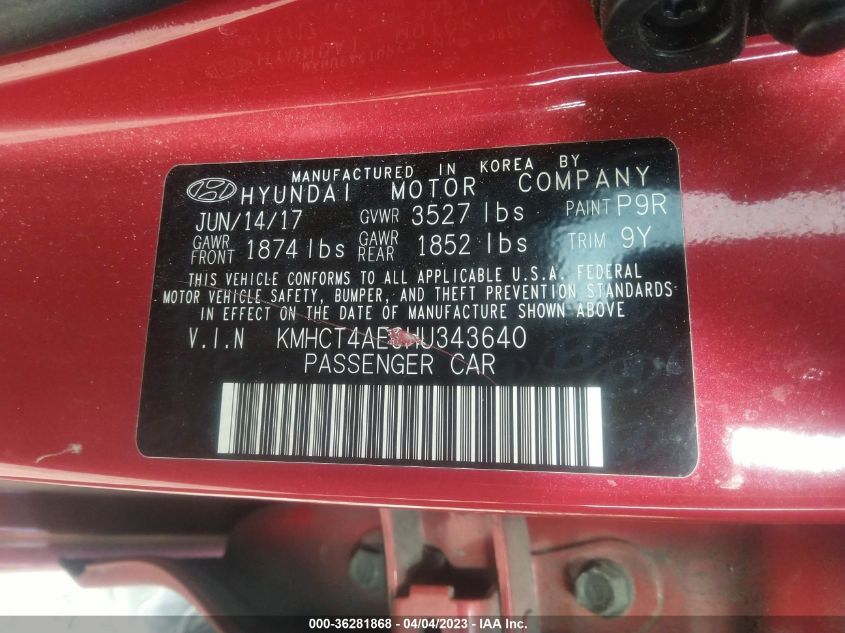 MANUFACTURED IN KOREA BY
HYUNDAI MOTOR COMPANY
JUN/14/17 GVWR 3527 lbs PAINT P9R
GAWR FRONT 1874 lbs GAWR REAR 1852 lbs TRIM 9Y
THIS VEHICLE CONFORMS TO ALL APPLICABLE U.S.A. FEDERAL
MOTOR VEHICLE SAFETY, BUMPER, AND THEFT PREVENTION STANDARDS
IN EFFECT ON THE DATE OF MANUFACTURE SHOWN ABOVE
V.I.N
PASSENGER CAR
000-36281868 - 04/04/2023 - IAA Inc.